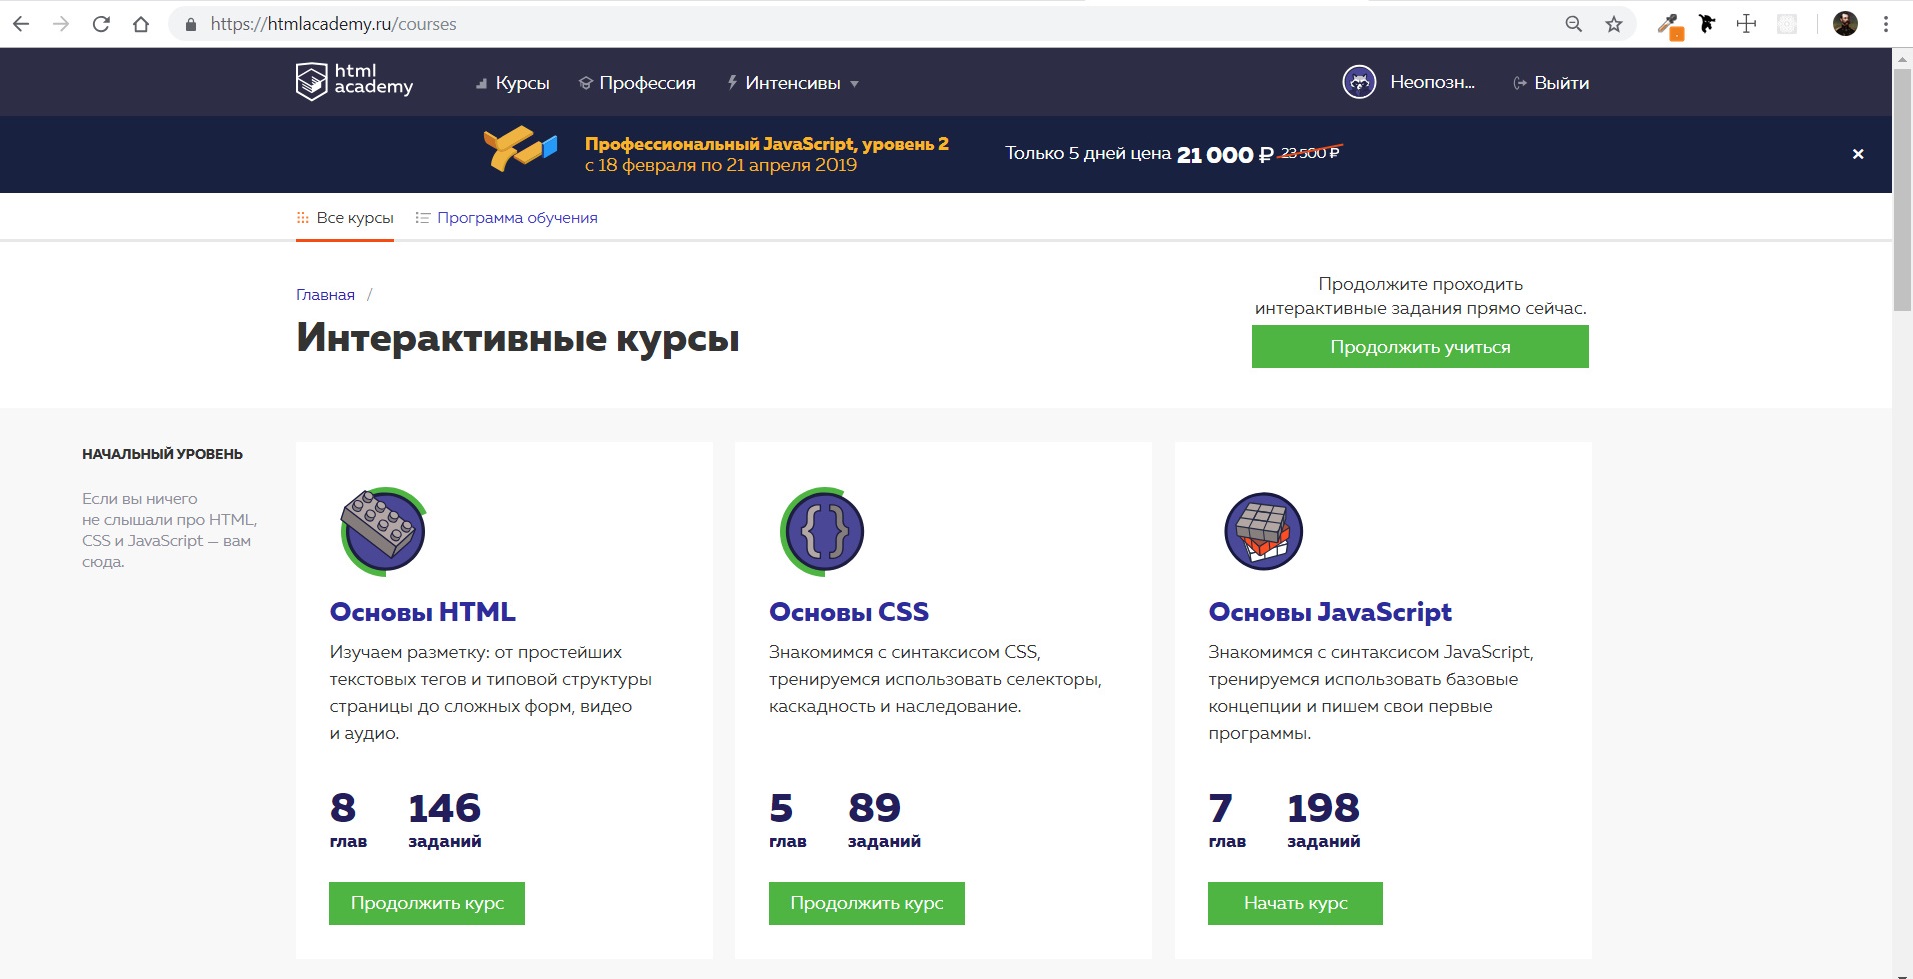 https://htmlacademy.ru/courses
html
academy
Курсы
Профессия
Интенсивы
Неопозн...
Выйти
Профессиональный JavaScript, уровень 2
с 18 февраля по 21 апреля 2019
Только 5 дней цена 21 000 ₽ 23 500 ₽
Все курсы
Программа обучения
Главная /
Интерактивные курсы
Продолжите проходить
интерактивные задания прямо сейчас.
Продолжить учиться
НАЧАЛЬНЫЙ УРОВЕНЬ
Если вы ничего
не слышали про HTML,
CSS и JavaScript — вам
сюда.
Основы HTML
Изучаем разметку: от простейших
текстовых тегов и типовой структуры
страницы до сложных форм, видео
и аудио.
8 146
глав заданий
Продолжить курс
Основы CSS
Знакомимся с синтаксисом CSS,
тренируемся использовать селекторы,
каскадность и наследование.
5 89
глав заданий
Продолжить курс
Основы JavaScript
Знакомимся с синтаксисом JavaScript,
тренируемся использовать базовые
концепции и пишем свои первые
программы.
7 198
глав заданий
Начать курс